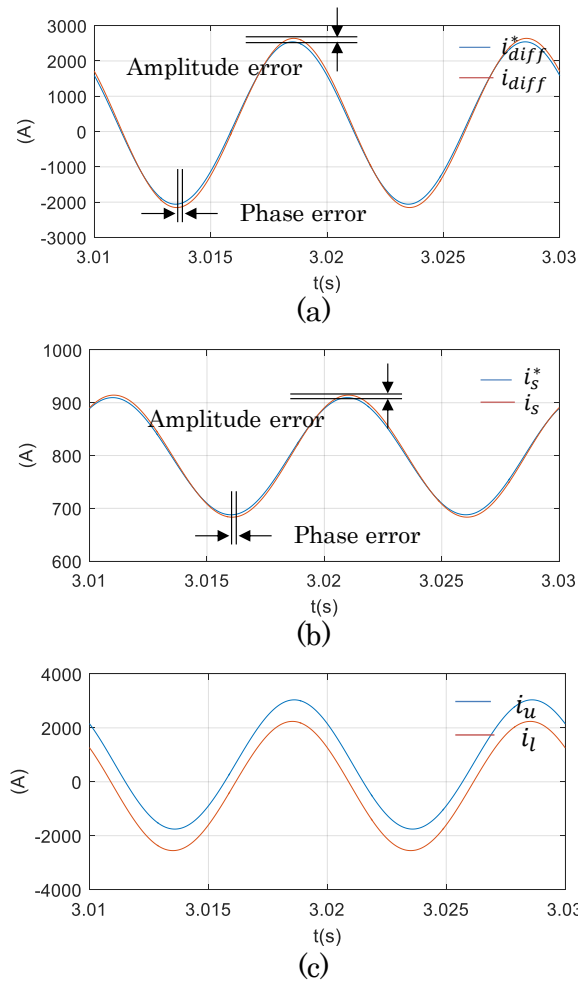 (a)
3000
2000
1000
0
-1000
-2000
-3000
(A)
Amplitude error
Phase error
i*diff
idiff
3.01
3.015
3.02
3.025
3.03
t(s)
(a)
1000
900
800
700
600
(A)
Amplitude error
Phase error
i*s
is
3.01
3.015
3.02
3.025
3.03
t(s)
(b)
4000
2000
0
-2000
-4000
(A)
iu
il
3.01
3.015
3.02
3.025
3.03
t(s)
(c)